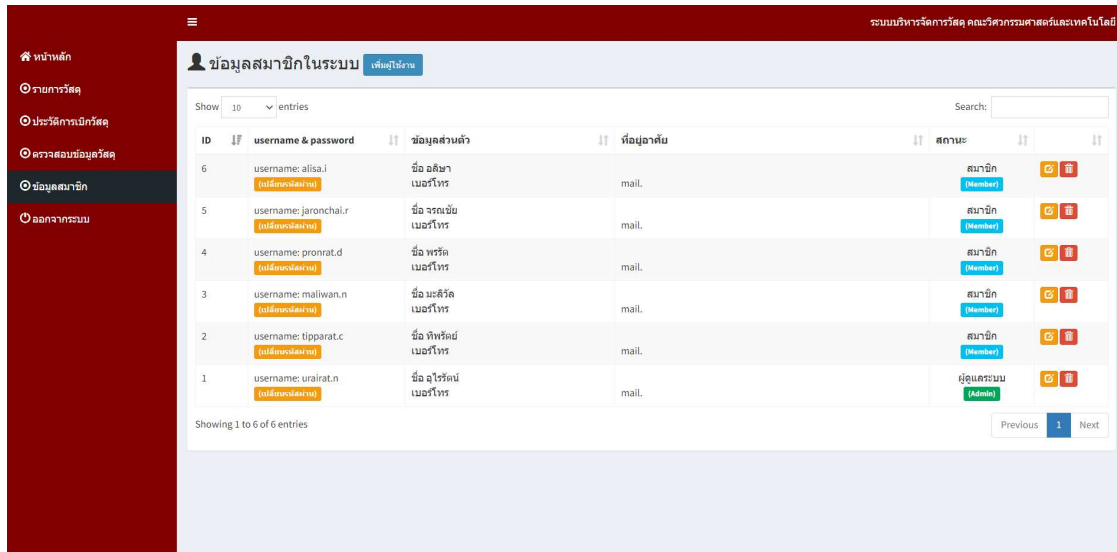 ระบบบริหารจัดการวัสดุ คณะวิศวกรรมศาสตร์และเทคโนโลยี
หน้าหลัก
รายการวัสดุ
ประวัติการเบิกวัสดุ
ตรวจสอบข้อมูลวัสดุ
ข้อมูลสมาชิก
ออกจากระบบ
ข้อมูลสมาชิกในระบบ เพิ่มผู้ใช้งาน
Show 10 entries Search:
ID username & password ข้อมูลส่วนตัว ที่อยู่อาศัย สถานะ
6 username: alisa.i ชื่อ อลิษา สมาชิก
(เปลี่ยนรหัสผ่าน) เบอร์โทร mail. (Member)
5 username: jaronchai.r ชื่อ จรณชัย สมาชิก
(เปลี่ยนรหัสผ่าน) เบอร์โทร mail. (Member)
4 username: pronrat.d ชื่อ พรรัต สมาชิก
(เปลี่ยนรหัสผ่าน) เบอร์โทร mail. (Member)
3 username: maliwan.n ชื่อ มะลิวัล สมาชิก
(เปลี่ยนรหัสผ่าน) เบอร์โทร mail. (Member)
2 username: tipparat.c ชื่อ ทิพรัตย์ สมาชิก
(เปลี่ยนรหัสผ่าน) เบอร์โทร mail. (Member)
1 username: urairat.n ชื่อ อุไรรัตน์ ผู้ดูแลระบบ
(เปลี่ยนรหัสผ่าน) เบอร์โทร mail. (Admin)
Showing 1 to 6 of 6 entries Previous 1 Next